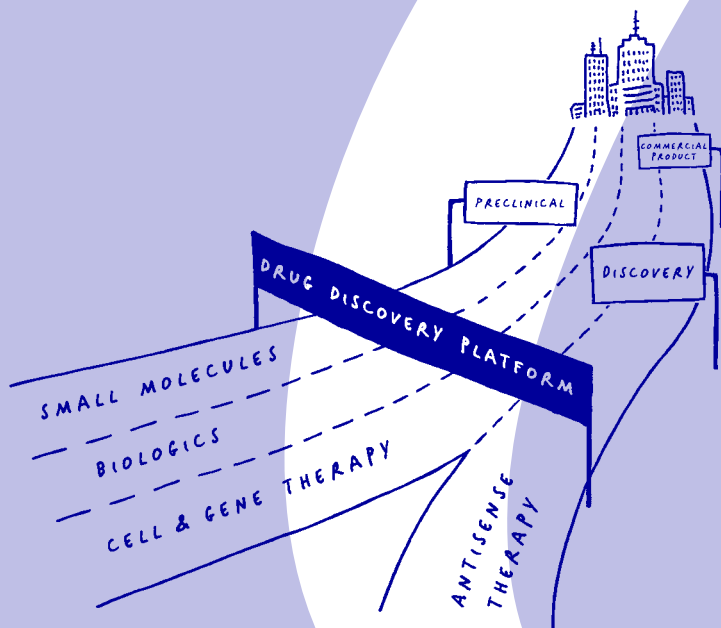 COMMERCIAL
PRODUCT
PRECLINICAL
DISCOVERY
DRUG DISCOVERY PLATFORM
SMALL MOLECULES
BIOLOGICS
CELL & GENE THERAPY
ANTISENSE
THERAPY